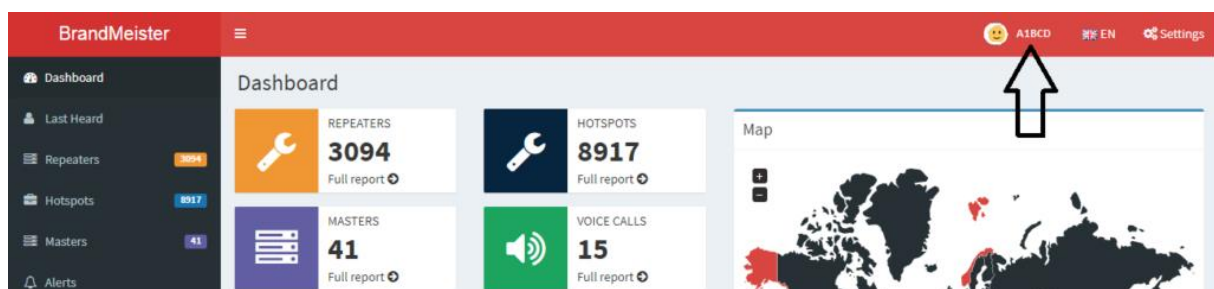 BrandMeister
A1BCD
EN
Settings
Dashboard
Last Heard
Repeaters 3094
Hotspots 8917
Masters 41
Alerts
Dashboard
REPEATERS
3094
Full report
HOTSPOTS
8917
Full report
MASTERS
41
Full report
VOICE CALLS
15
Full report
Map
+
-